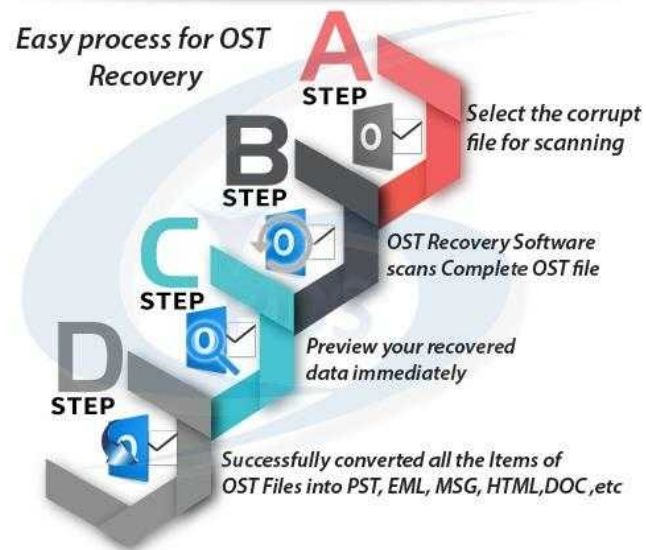 Easy process for OST
Recovery
A
STEP
Select the corrupt
file for scanning
B
STEP
OST Recovery Software
scans Complete OST file
C
STEP
Preview your recovered
data immediately
D
STEP
Successfully converted all the Items of
OST Files into PST, EML, MSG, HTML,DOC ,etc